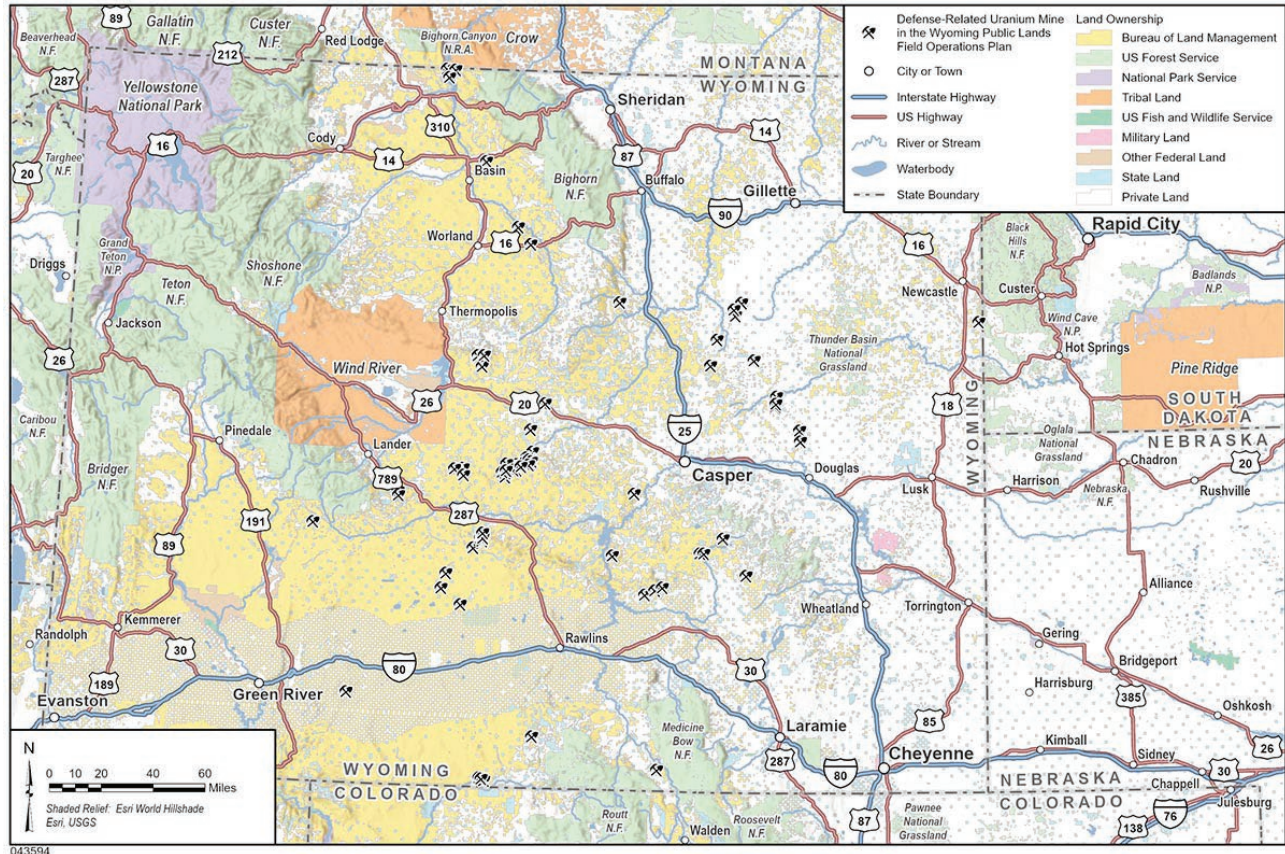 89
Gallatin
N.F.
Custer
N.F.
Beaverhead
N.F.
212
Red Lodge
Bighorn Canyon
N.R.A.
Crow
287
MONTANA
WYOMING
Yellowstone
National Park
Sheridan
310
14
Cody
16
14
87
Targhee
N.F.
20
Basin
Bighorn
N.F.
Buffalo
Gillette
90
Worland
16
Grand
Teton
N.P.
Driggs
Shoshone
N.F.
Teton
N.F.
Jackson
Thermopolis
26
Wind River
26
20
Caribou
N.F.
Bridger
N.F.
Pinedale
Lander
789
25
Casper
Douglas
287
191
89
Thunder Basin
National
Grassland
16
Newcastle
Black
Hills
N.F.
Rapid City
Custer
Badlands
N.P.
Wind Cave
N.P.
Hot Springs
Pine Ridge
SOUTH
DAKOTA
18
WYOMING
Oglala
National
Grassland
NEBRASKA
Chadron
20
Lusk
Harrison
Nebraska
N.F.
Rushville
Alliance
Kemmerer
Randolph
30
189
Evanston
Green River
80
Rawlins
30
Wheatland
Torrington
Gering
Bridgeport
Harrisburg
385
Oshkosh
26
85
Medicine
Bow
N.F.
Laramie
287
80
Cheyenne
Kimball
Sidney
30
Chappell
Julesburg
NEBRASKA
COLORADO
76
138
WYOMING
COLORADO
Routt
N.F.
Walden
Roosevelt
N.F.
87
Pawnee
National
Grassland
Defense-Related Uranium Mine
in the Wyoming Public Lands
Field Operations Plan
City or Town
Interstate Highway
US Highway
River or Stream
Waterbody
State Boundary
Land Ownership
Bureau of Land Management
US Forest Service
National Park Service
Tribal Land
US Fish and Wildlife Service
Military Land
Other Federal Land
State Land
Private Land
N
0 5 10 20 40 60
Miles
Shaded Relief: Esri World Hillshade
Esri, USGS
043594